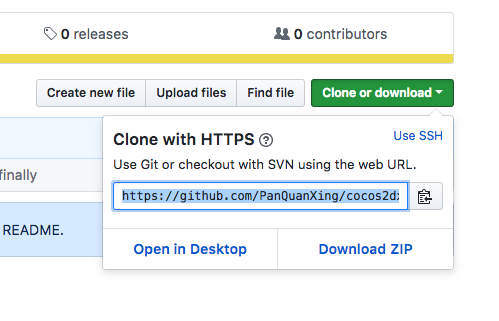 0 releases
0 contributors
Create new file
Upload files
Find file
Clone or download
Clone with HTTPS
Use SSH
Use Git or checkout with SVN using the web URL.
finally
https://github.com/PanQuanXing/cocos2dx
README.
Open in Desktop
Download ZIP